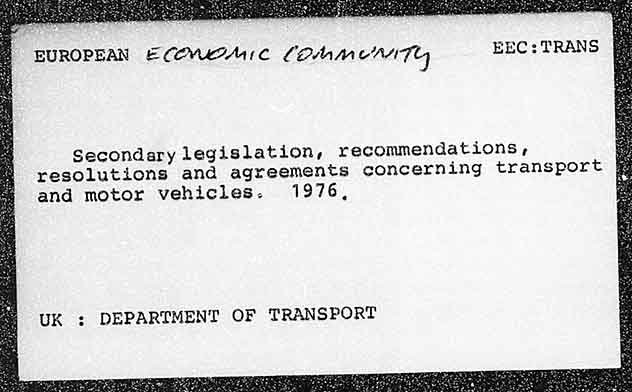 EUROPEAN ECONOMIC COMMUNITY EEC:TRANS
Secondary legislation, recommendations,
resolutions and agreements concerning transport
and motor vehicles. 1976.
UK : DEPARTMENT OF TRANSPORT